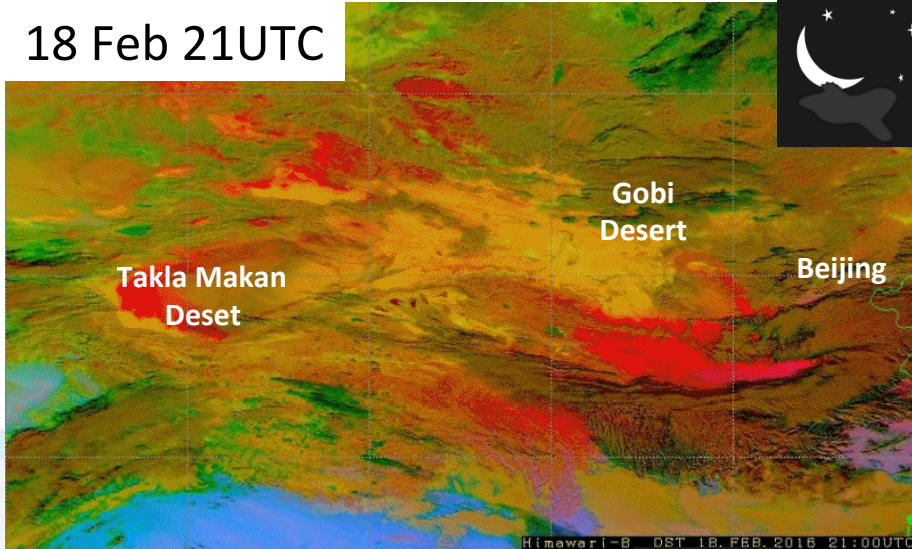 18 Feb 21UTC
Gobi
Desert
Beijing
Takla Makan
Deset
Himawari-8 DST 18.FEB.2016 21:00UTC